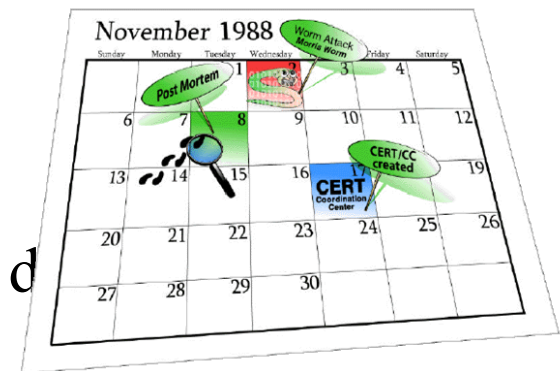 November 1988
Sunday Monday Tuesday Wednesday Friday Saturday
Worm Attack
Morris Worm
1 2 3 4 5
Post Mortem
6 7 8 9 10 11 12
CERT/CC
created
13 14 15 16 17 19
CERT
Coordination
Center
20 21 22 23 24 25 26
27 28 29 30
d